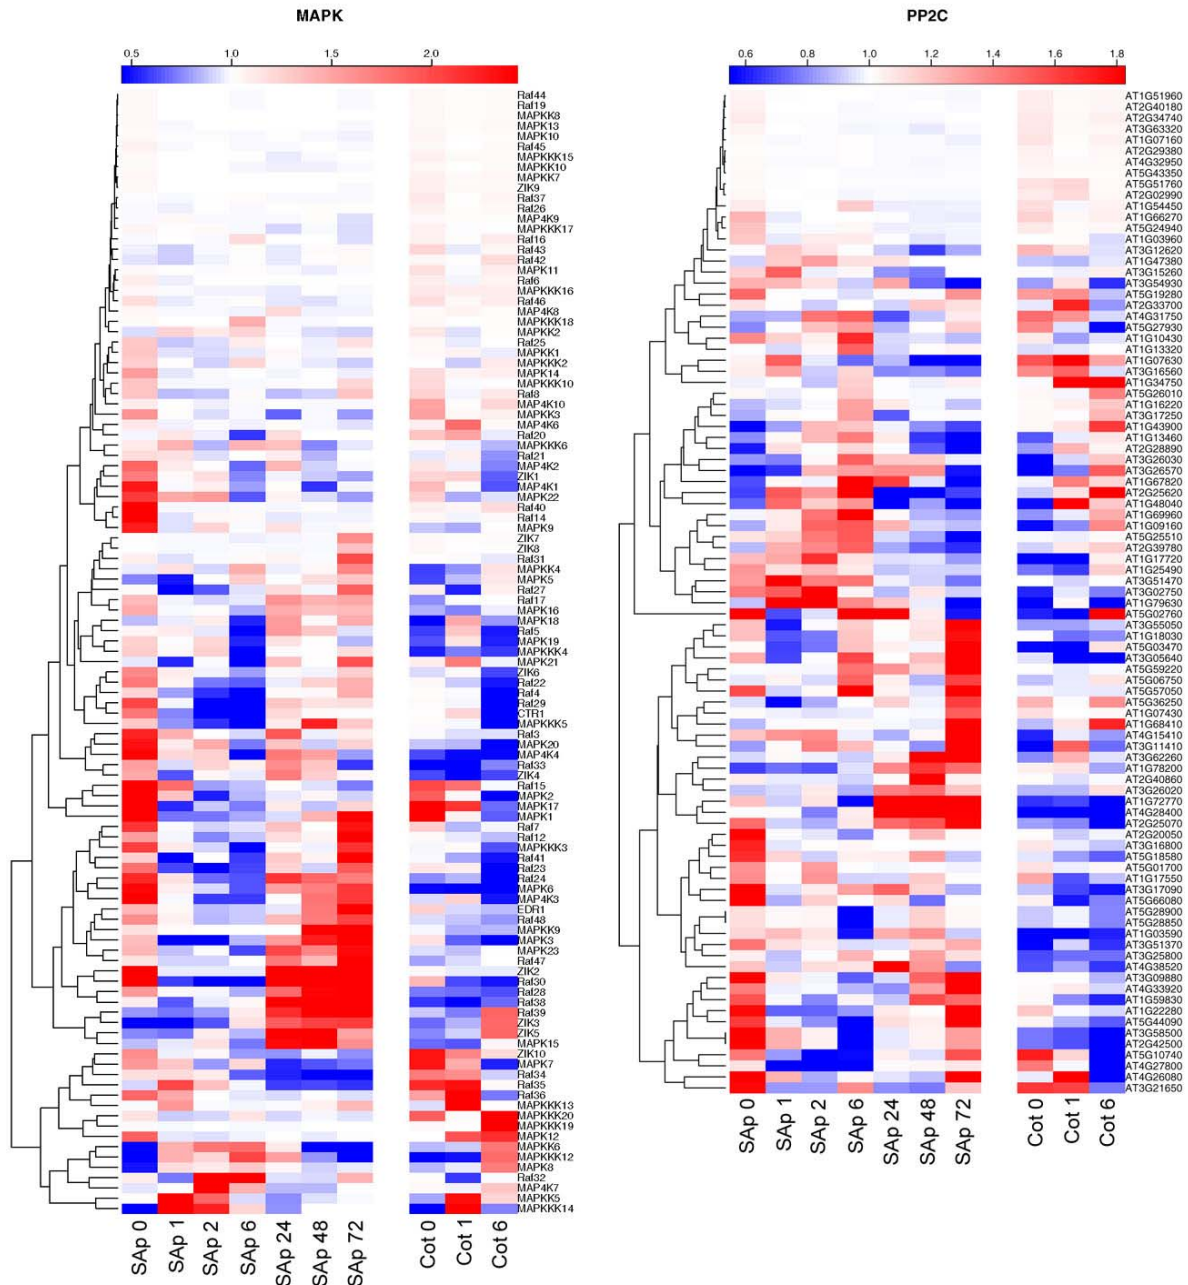 MAPK
0.5 1.0 1.5 2.0
Raf44
Raf19
MAPKK8
MAPK13
MAPK10
Raf45
MAPKKK15
MAPKK10
MAPKK7
ZIK9
Raf37
Raf26
MAP4K9
MAPKKK17
Raf16
Raf43
Raf42
MAPK11
Raf6
MAPKKK16
Raf46
MAP4K8
MAPKKK18
MAPKK2
Raf25
MAPKK1
MAPKKK2
MAPK14
MAPKKK10
Raf8
MAP4K10
MAPKK3
MAP4K6
Raf20
MAPKKK6
Raf21
MAP4K2
ZIK1
MAP4K1
MAPK22
Raf40
Raf14
MAPK9
ZIK7
ZIK8
Raf31
MAPKK4
MAPK5
Raf27
Raf17
MAPK16
MAPK18
Raf5
MAPK19
MAPKKK4
MAPK21
ZIK6
Raf22
Raf4
Raf29
CTR1
MAPKKK5
Raf3
MAPK20
MAP4K4
Raf33
ZIK4
Raf15
MAPK2
MAPK17
MAPK1
Raf7
Raf12
MAPKKK3
Raf41
Raf23
Raf24
MAPK6
MAP4K3
EDR1
Raf48
MAPKK9
MAPK3
MAPK23
Raf47
ZIK2
Raf30
Raf28
Raf38
Raf39
ZIK3
ZIK5
MAPK15
ZIK10
MAPK7
Raf34
Raf35
Raf36
MAPKKK13
MAPKKK20
MAPKKK19
MAPK12
MAPKK6
MAPKKK12
MAPK8
Raf32
MAP4K7
MAPKK5
MAPKKK14
SAp 0 SAp 1 SAp 2 SAp 6 SAp 24 SAp 48 SAp 72 Cot 0 Cot 1 Cot 6
PP2C
0.6 0.8 1.0 1.2 1.4 1.6 1.8
AT1G51960
AT2G40180
AT2G34740
AT3G63320
AT1G07160
AT2G29380
AT4G32950
AT5G43350
AT5G51760
AT2G02990
AT1G54450
AT1G66270
AT5G24940
AT1G03960
AT3G12620
AT1G47380
AT3G15260
AT3G54930
AT5G19280
AT2G33700
AT4G31750
AT5G27930
AT1G10430
AT1G13320
AT1G07630
AT3G16560
AT1G34750
AT5G26010
AT1G16220
AT3G17250
AT1G43900
AT1G13460
AT2G28890
AT3G26030
AT3G26570
AT1G67820
AT2G25620
AT1G48040
AT1G69960
AT1G09160
AT5G25510
AT2G39780
AT1G17720
AT1G25490
AT3G51470
AT3G02750
AT1G79630
AT5G02760
AT3G55050
AT1G18030
AT5G03470
AT3G05640
AT5G59220
AT5G06750
AT5G57050
AT5G36250
AT1G07430
AT1G68410
AT4G15410
AT3G11410
AT3G62260
AT1G78200
AT2G40860
AT3G26020
AT1G72770
AT4G28400
AT2G25070
AT2G20050
AT3G16800
AT5G18580
AT5G01700
AT1G17550
AT3G17090
AT5G66080
AT5G28900
AT5G28850
AT1G03590
AT3G51370
AT3G25800
AT4G38520
AT3G09880
AT4G33920
AT1G59830
AT1G22280
AT5G44090
AT3G58500
AT2G42500
AT5G10740
AT4G27800
AT4G26080
AT3G21650
SAp 0 SAp 1 SAp 2 SAp 6 SAp 24 SAp 48 SAp 72 Cot 0 Cot 1 Cot 6